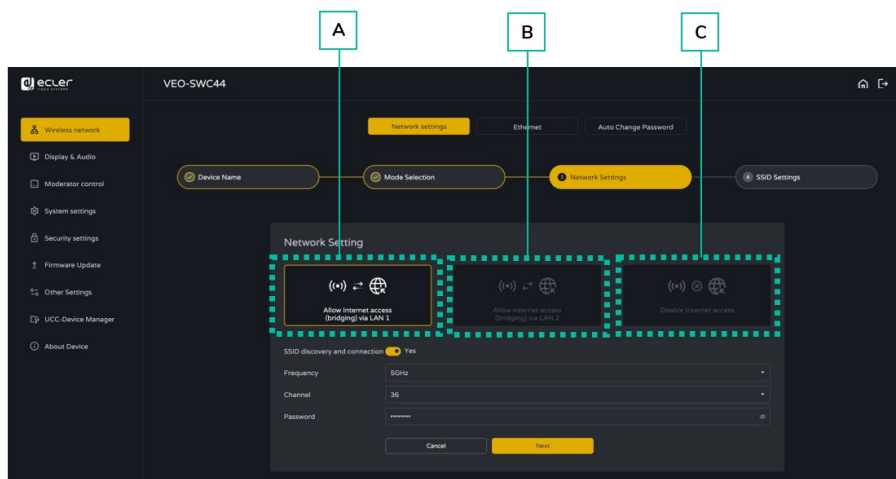 A
B
C
ecler
VEO-SWC44
Wireless network
Display & Audio
Moderator control
System settings
Security settings
Firmware Update
Other Settings
UCC-Device Manager
About Device
Network settings
Ethernet
Auto Change Password
Device Name
Mode Selection
3 Network Settings
4 SSID Settings
Network Setting
Allow Internet access
(bridging) via LAN 1
Allow Internet access
(bridging) via LAN 2
Disable Internet access
SSID discovery and connection Yes
Frequency 5GHz
Channel 36
Password ••••••••
Cancel
Next